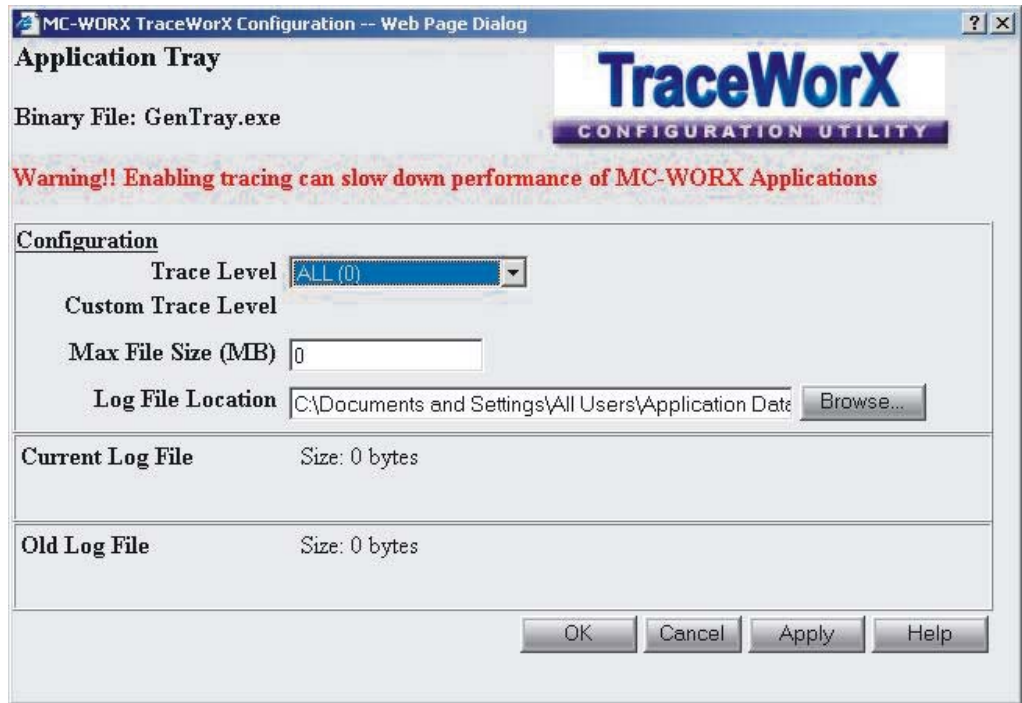 MC-WORX TraceWorX Configuration -- Web Page Dialog
Application Tray
TraceWorX
CONFIGURATION UTILITY
Binary File: GenTray.exe
Warning!! Enabling tracing can slow down performance of MC-WORX Applications
Configuration
Trace Level ALL (0)
Custom Trace Level
Max File Size (MB) 0
Log File Location C:\Documents and Settings\All Users\Application Data Browse...
Current Log File Size: 0 bytes
Old Log File Size: 0 bytes
OK Cancel Apply Help